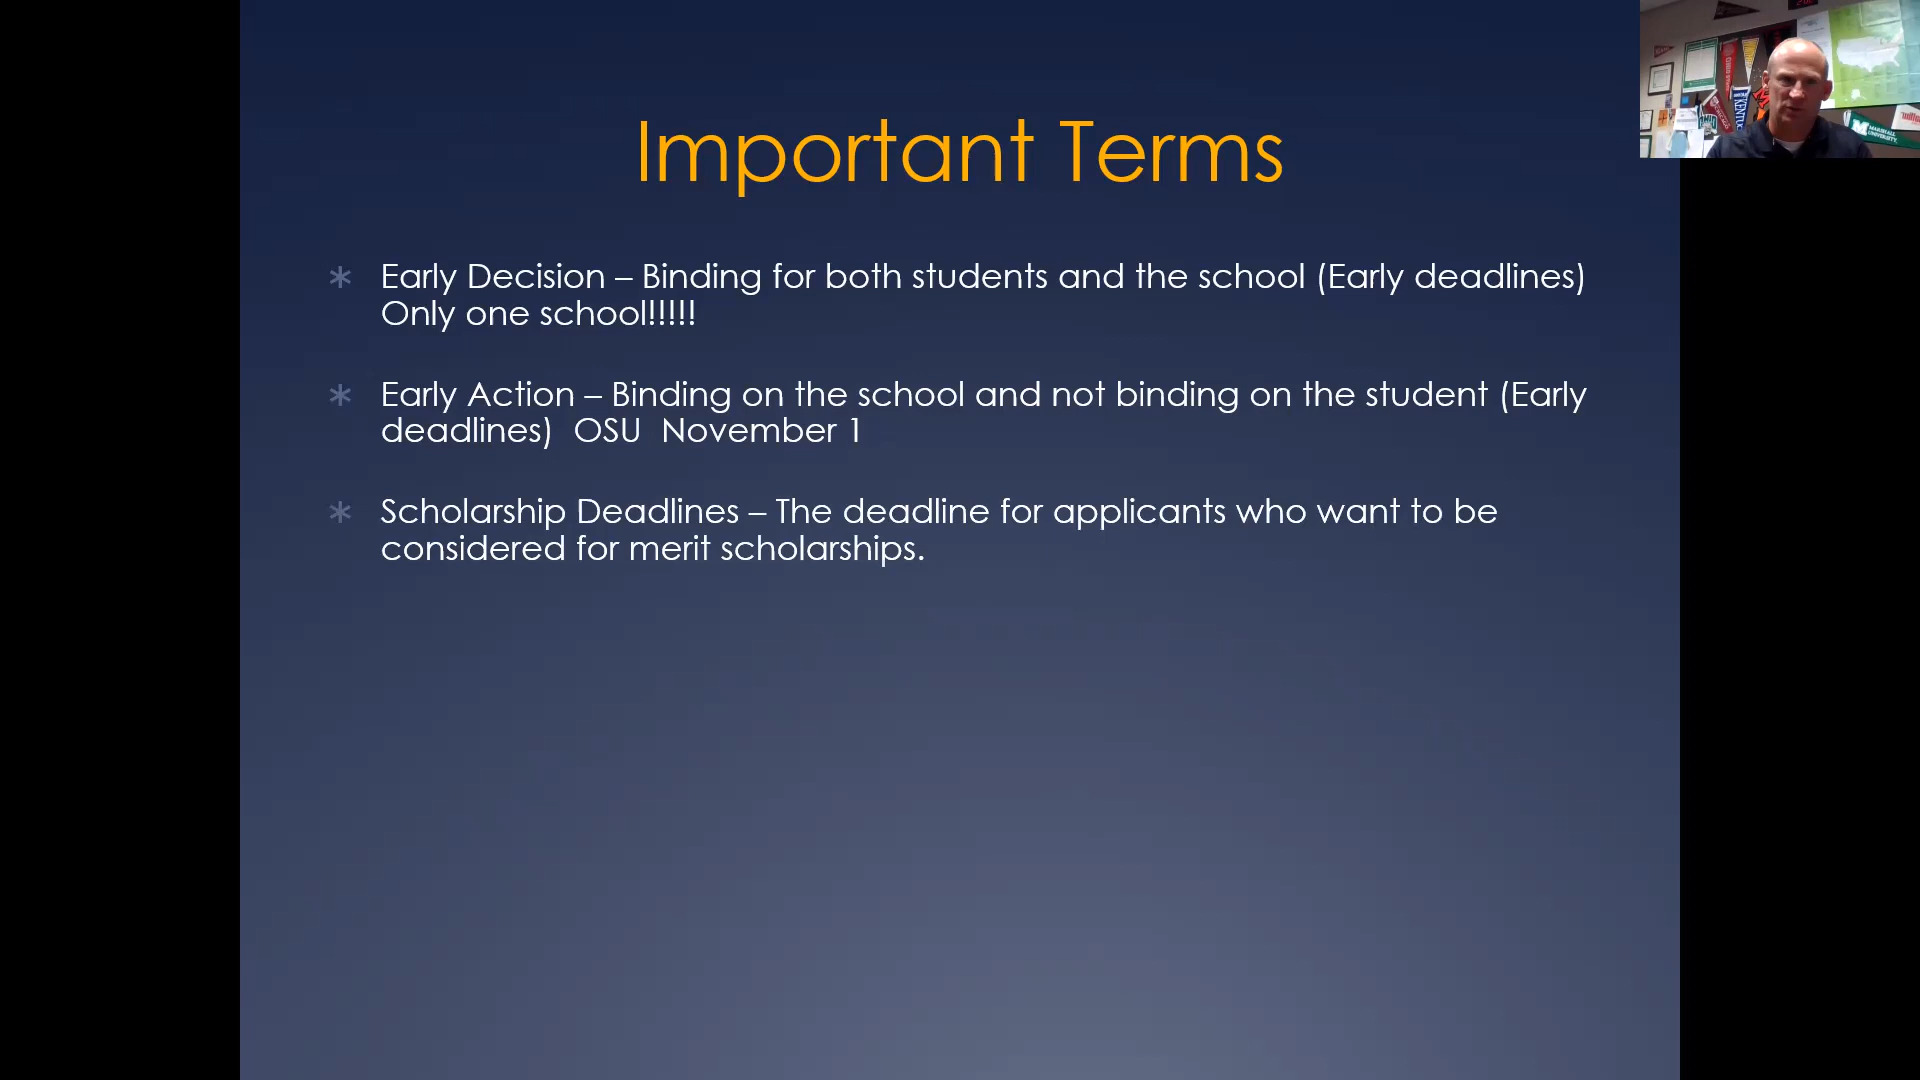 Important Terms
Early Decision – Binding for both students and the school (Early deadlines)
Only one school!!!!!
Early Action – Binding on the school and not binding on the student (Early
deadlines)  OSU  November 1
Scholarship Deadlines – The deadline for applicants who want to be
considered for merit scholarships.
MARSHALL
UNIVERSITY